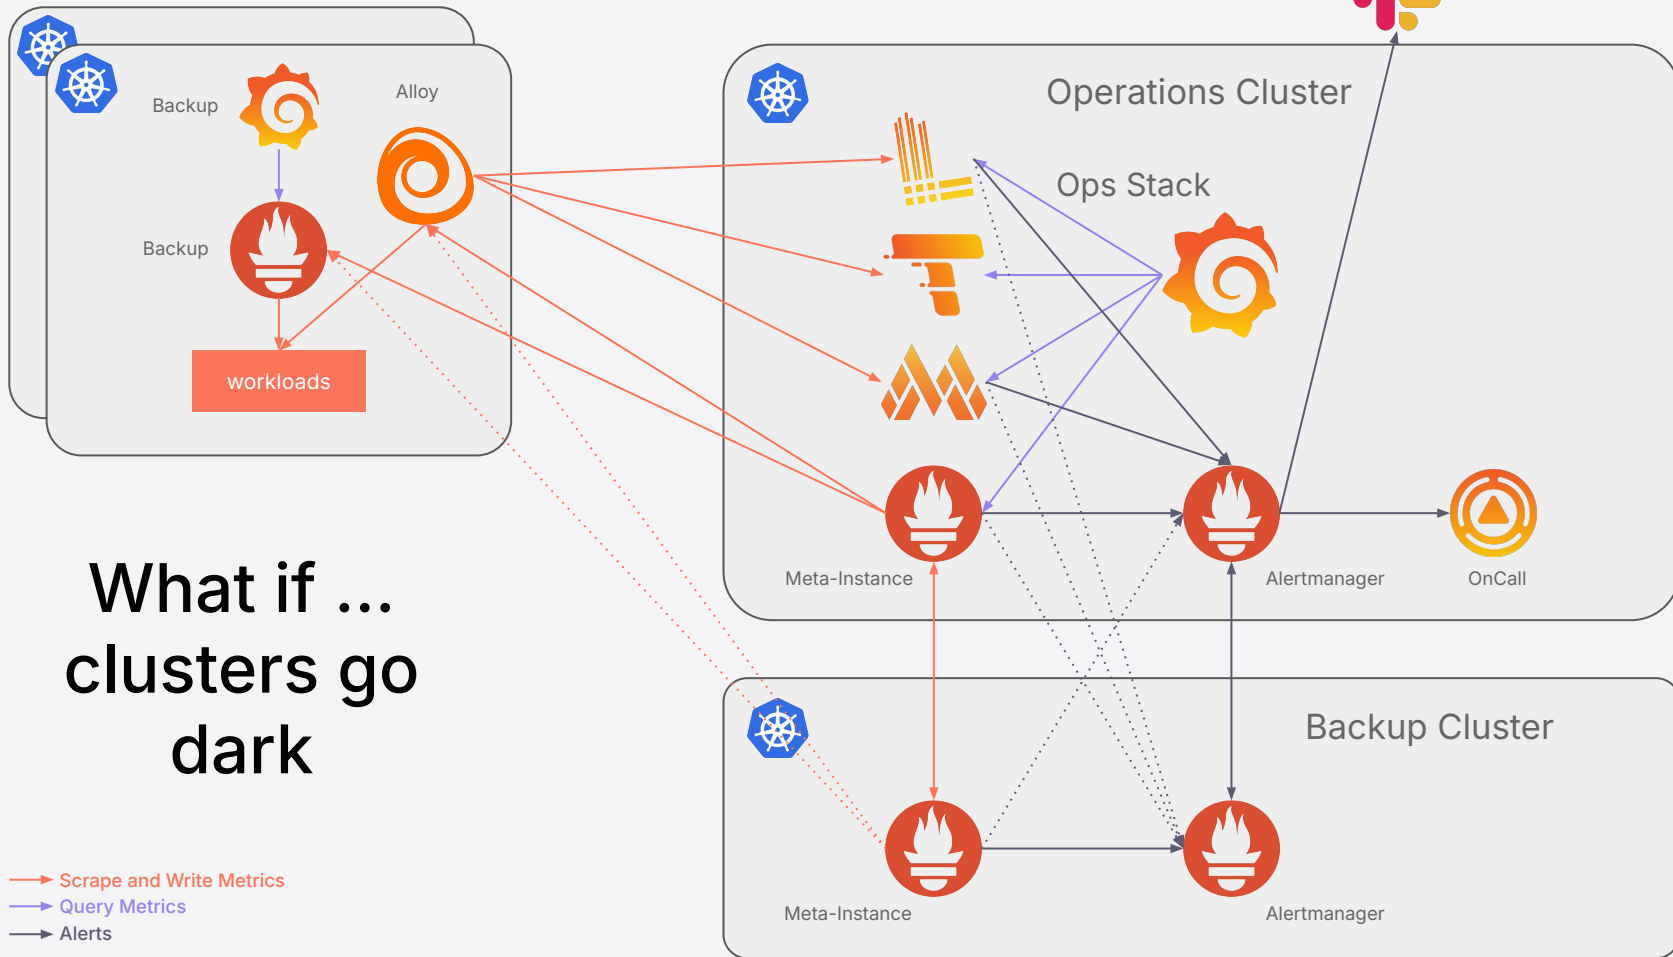 Backup
Alloy
Backup
workloads
Operations Cluster
Ops Stack
Meta-Instance
Alertmanager
OnCall
What if ...
clusters go
dark
Backup Cluster
Meta-Instance
Alertmanager
Scrape and Write Metrics
Query Metrics
Alerts